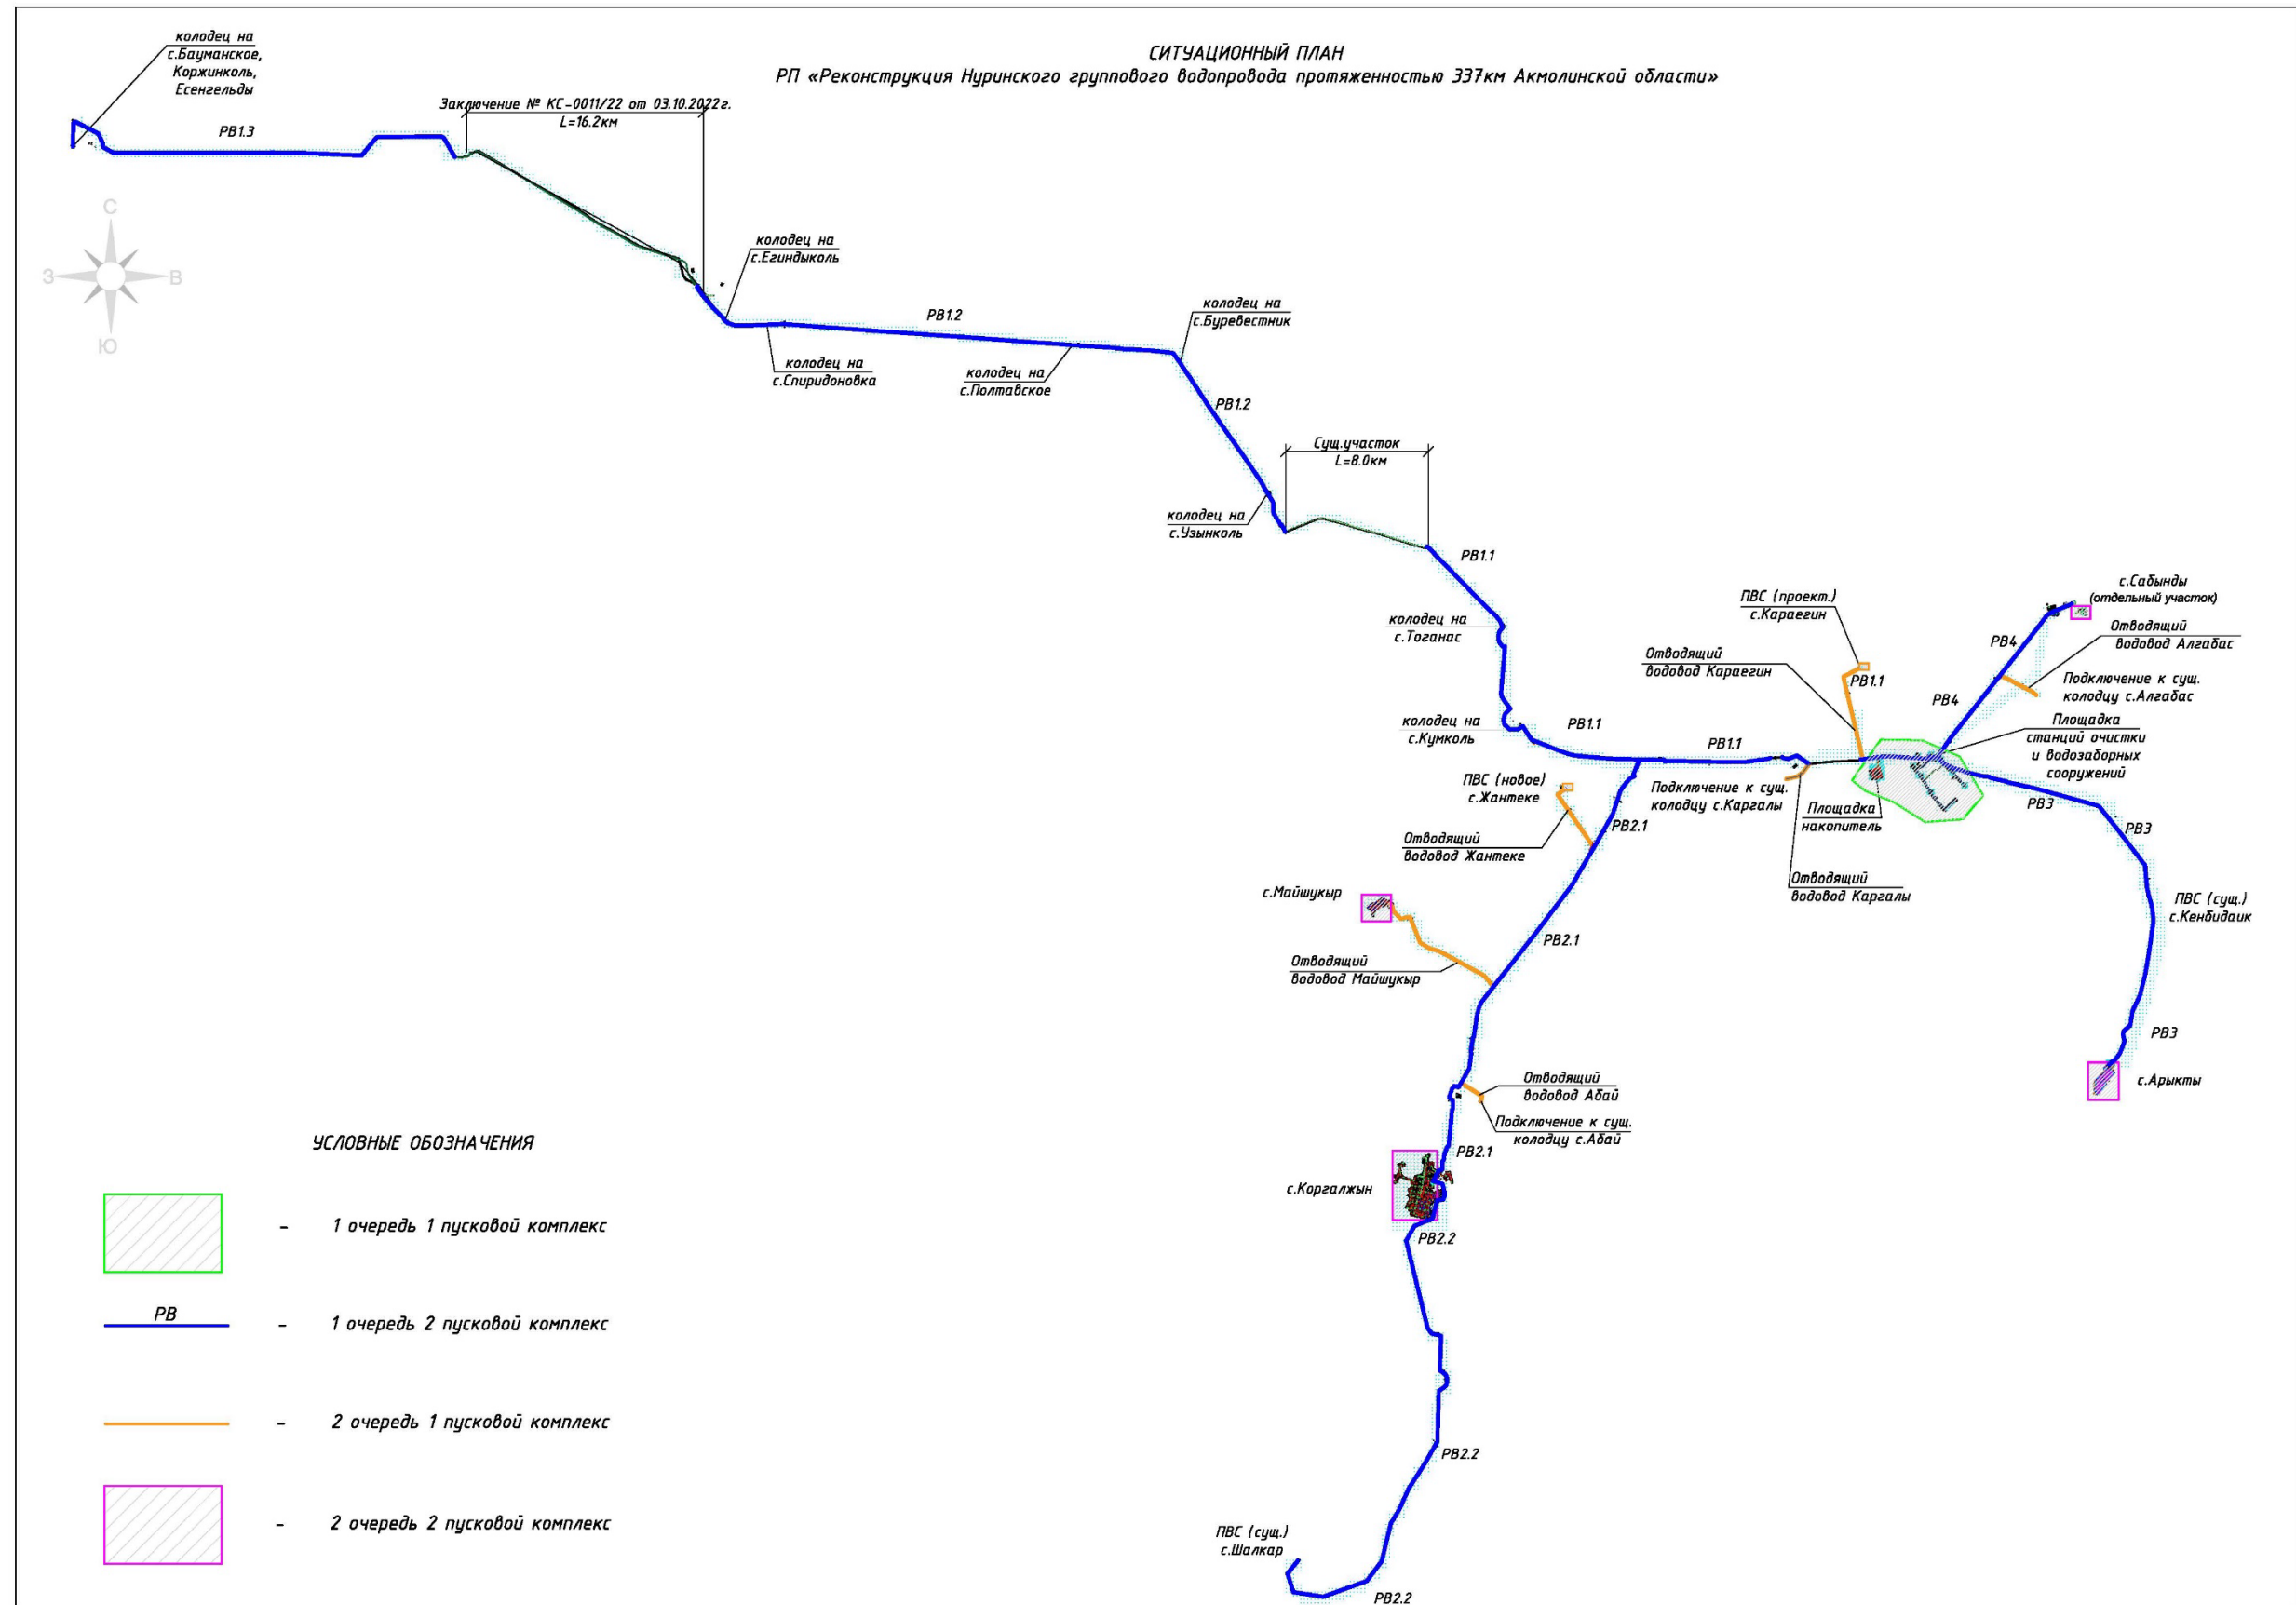 СИТУАЦИОННЫЙ ПЛАН
РП «Реконструкция Нуринского группового водопровода протяженностью 337км Акмолинской области»
колодец на
с.Бауманское,
Коржинколь,
Есенгельды
РВ1.3
Заключение № КС-0011/22 от 03.10.2022г.
L=16.2км
С
З
В
Ю
колодец на
с.Егиндыколь
РВ1.2
колодец на
с.Спиридоновка
колодец на
с.Полтавское
колодец на
с.Буревестник
РВ1.2
Сущ.участок
L=8.0км
колодец на
с.Узынколь
РВ1.1
колодец на
с.Тоганас
колодец на
с.Кумколь
РВ1.1
РВ1.1
ПВС (проект.)
с.Караегин
Отводящий
водовод Караегин
РВ1.1
с.Сабынды
(отдельный участок)
РВ4
Отводящий
водовод Алгабас
Подключение к сущ.
колодцу с.Алгабас
РВ4
Площадка
станций очистки
и водозаборных
сооружений
ПВС (новое)
с.Жантеке
Отводящий
водовод Жантеке
РВ2.1
Подключение к сущ.
колодцу с.Каргалы
Площадка
накопитель
Отводящий
водовод Каргалы
РВ3
РВ3
ПВС (сущ.)
с.Кенбидаик
РВ3
с.Арыкты
с.Майшукыр
Отводящий
водовод Майшукыр
РВ2.1
Отводящий
водовод Абай
Подключение к сущ.
колодцу с.Абай
РВ2.1
с.Коргалжын
РВ2.2
РВ2.2
ПВС (сущ.)
с.Шалкар
РВ2.2
УСЛОВНЫЕ ОБОЗНАЧЕНИЯ
- 1 очередь 1 пусковой комплекс
РВ
- 1 очередь 2 пусковой комплекс
- 2 очередь 1 пусковой комплекс
- 2 очередь 2 пусковой комплекс